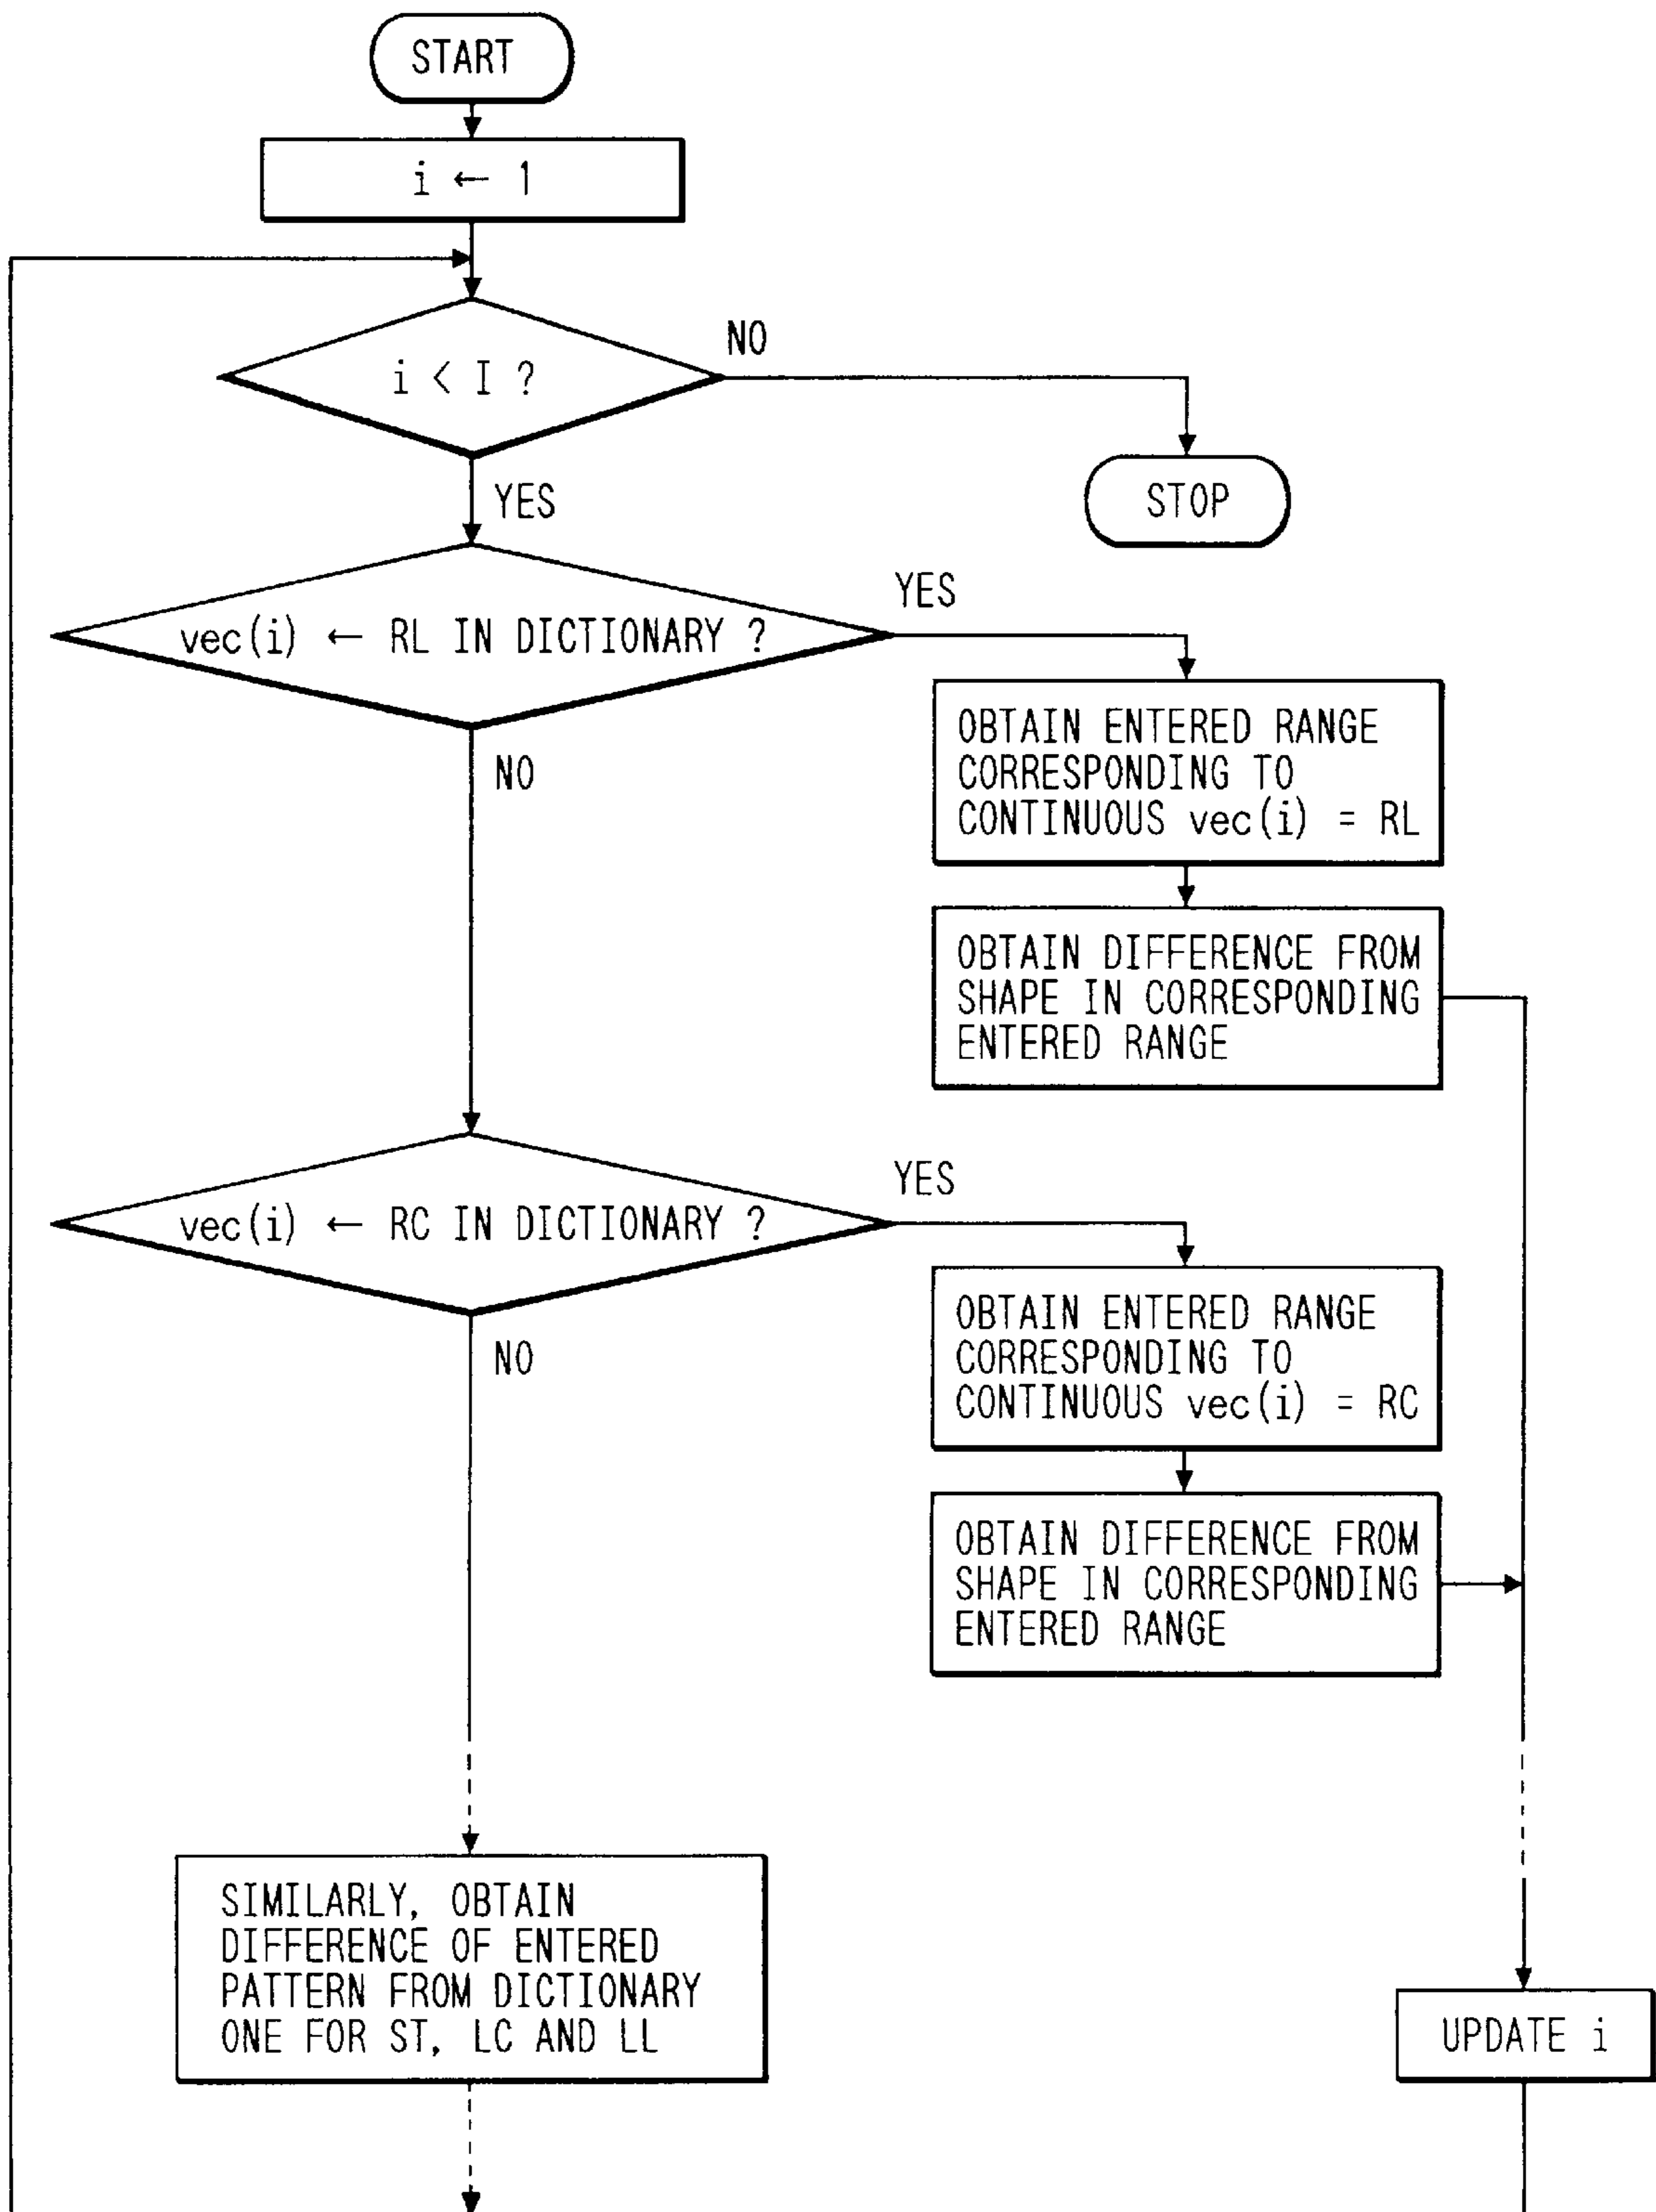 START
i ← 1
i < I ?
NO
STOP
YES
vec(i) ← RL IN DICTIONARY ?
YES
NO
OBTAIN ENTERED RANGE
CORRESPONDING TO
CONTINUOUS vec(i) = RL
OBTAIN DIFFERENCE FROM
SHAPE IN CORRESPONDING
ENTERED RANGE
vec(i) ← RC IN DICTIONARY ?
YES
NO
OBTAIN ENTERED RANGE
CORRESPONDING TO
CONTINUOUS vec(i) = RC
OBTAIN DIFFERENCE FROM
SHAPE IN CORRESPONDING
ENTERED RANGE
SIMILARLY, OBTAIN
DIFFERENCE OF ENTERED
PATTERN FROM DICTIONARY
ONE FOR ST, LC AND LL
UPDATE i